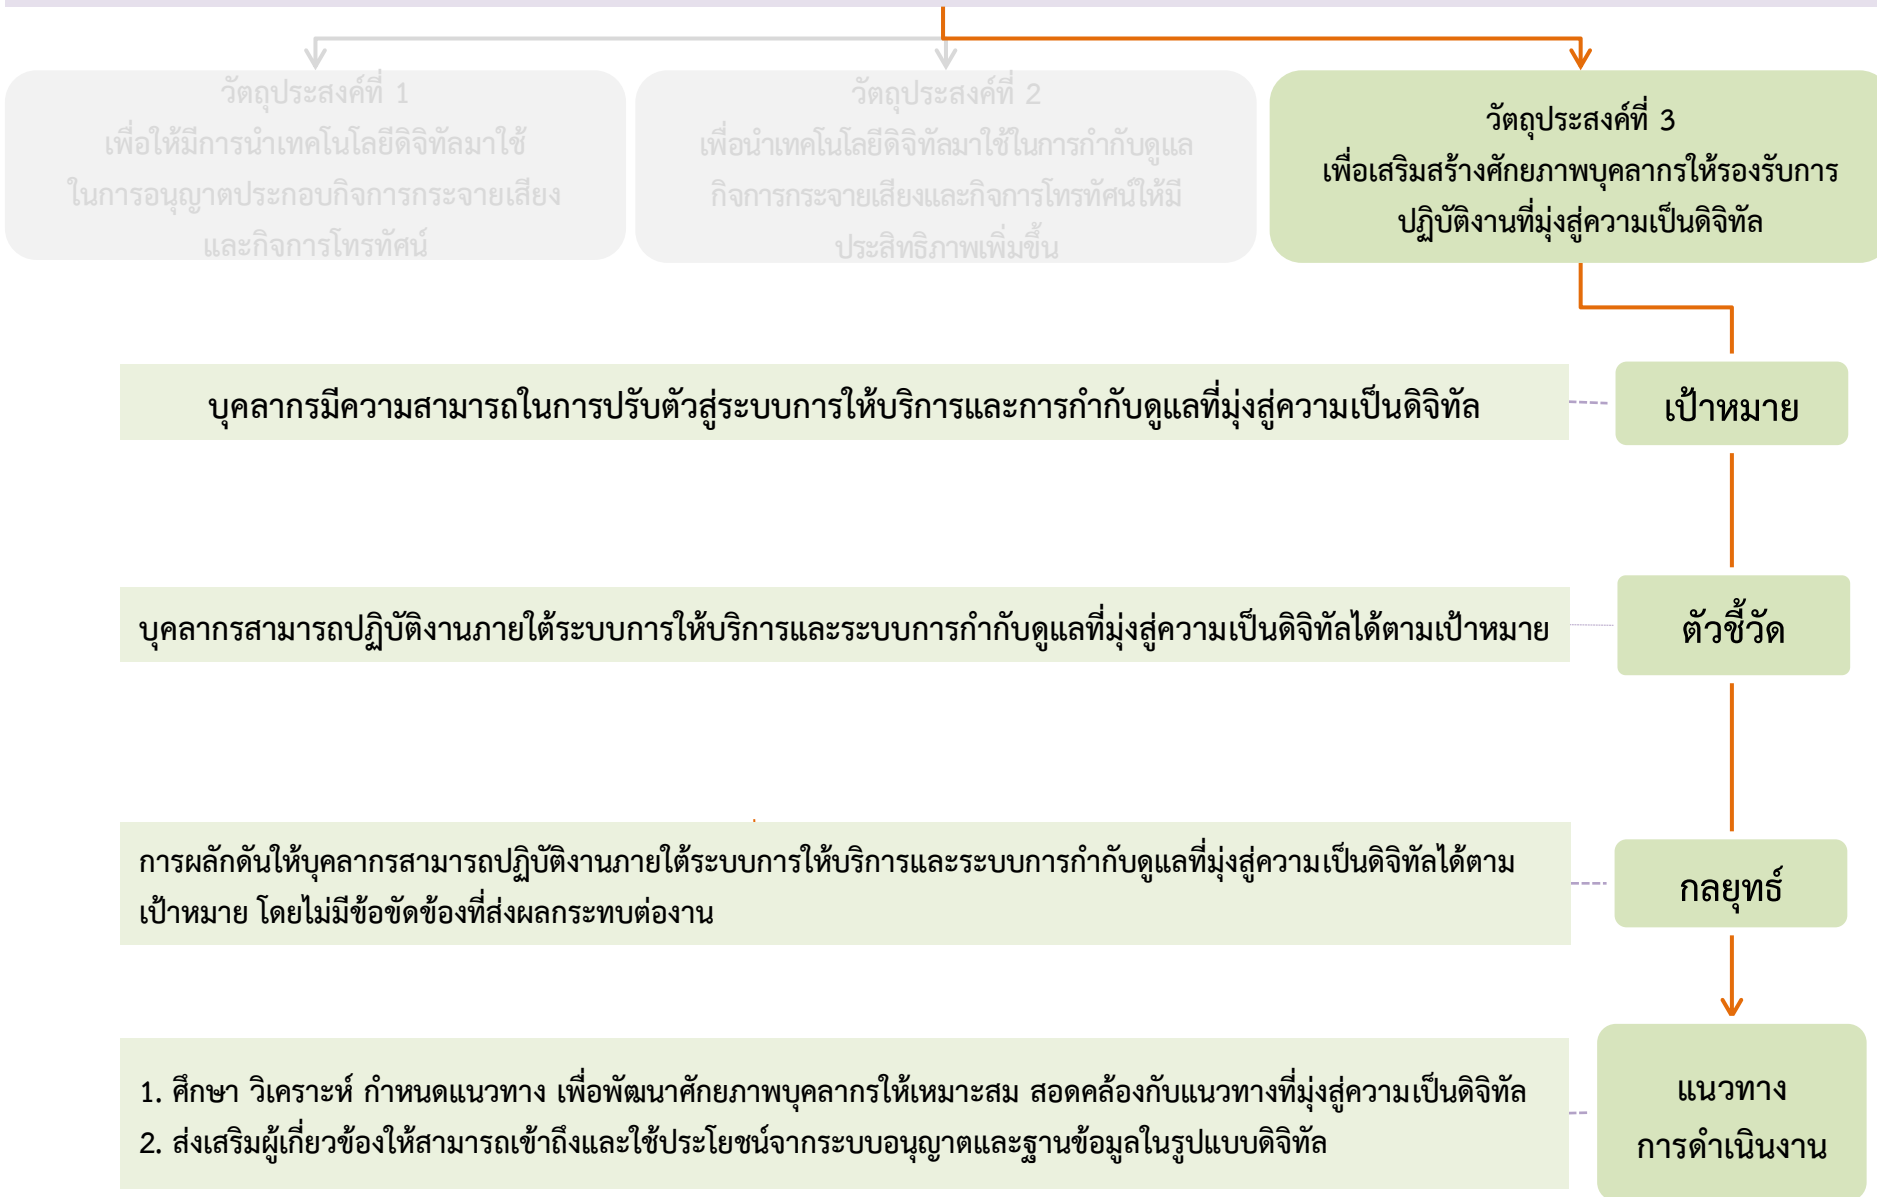 วัตถุประสงค์ที่ 1
เพื่อให้มีการนำเทคโนโลยีดิจิทัลมาใช้
ในการอนุญาตประกอบกิจการกระจายเสียง
และกิจการโทรทัศน์
วัตถุประสงค์ที่ 2
เพื่อนำเทคโนโลยีดิจิทัลมาใช้ในการกำกับดูแล
กิจการกระจายเสียงและกิจการโทรทัศน์ให้มี
ประสิทธิภาพเพิ่มขึ้น
วัตถุประสงค์ที่ 3
เพื่อเสริมสร้างศักยภาพบุคลากรให้รองรับการ
ปฏิบัติงานที่มุ่งสู่ความเป็นดิจิทัล
บุคลากรมีความสามารถในการปรับตัวสู่ระบบการให้บริการและการกำกับดูแลที่มุ่งสู่ความเป็นดิจิทัล
เป้าหมาย
บุคลากรสามารถปฏิบัติงานภายใต้ระบบการให้บริการและระบบการกำกับดูแลที่มุ่งสู่ความเป็นดิจิทัลได้ตามเป้าหมาย
ตัวชี้วัด
การผลักดันให้บุคลากรสามารถปฏิบัติงานภายใต้ระบบการให้บริการและระบบการกำกับดูแลที่มุ่งสู่ความเป็นดิจิทัลได้ตาม
เป้าหมาย โดยไม่มีข้อขัดข้องที่ส่งผลกระทบต่องาน
กลยุทธ์
1. ศึกษา วิเคราะห์ กำหนดแนวทาง เพื่อพัฒนาศักยภาพบุคลากรให้เหมาะสม สอดคล้องกับแนวทางที่มุ่งสู่ความเป็นดิจิทัล
2. ส่งเสริมผู้เกี่ยวข้องให้สามารถเข้าถึงและใช้ประโยชน์จากระบบอนุญาตและฐานข้อมูลในรูปแบบดิจิทัล
แนวทาง
การดำเนินงาน